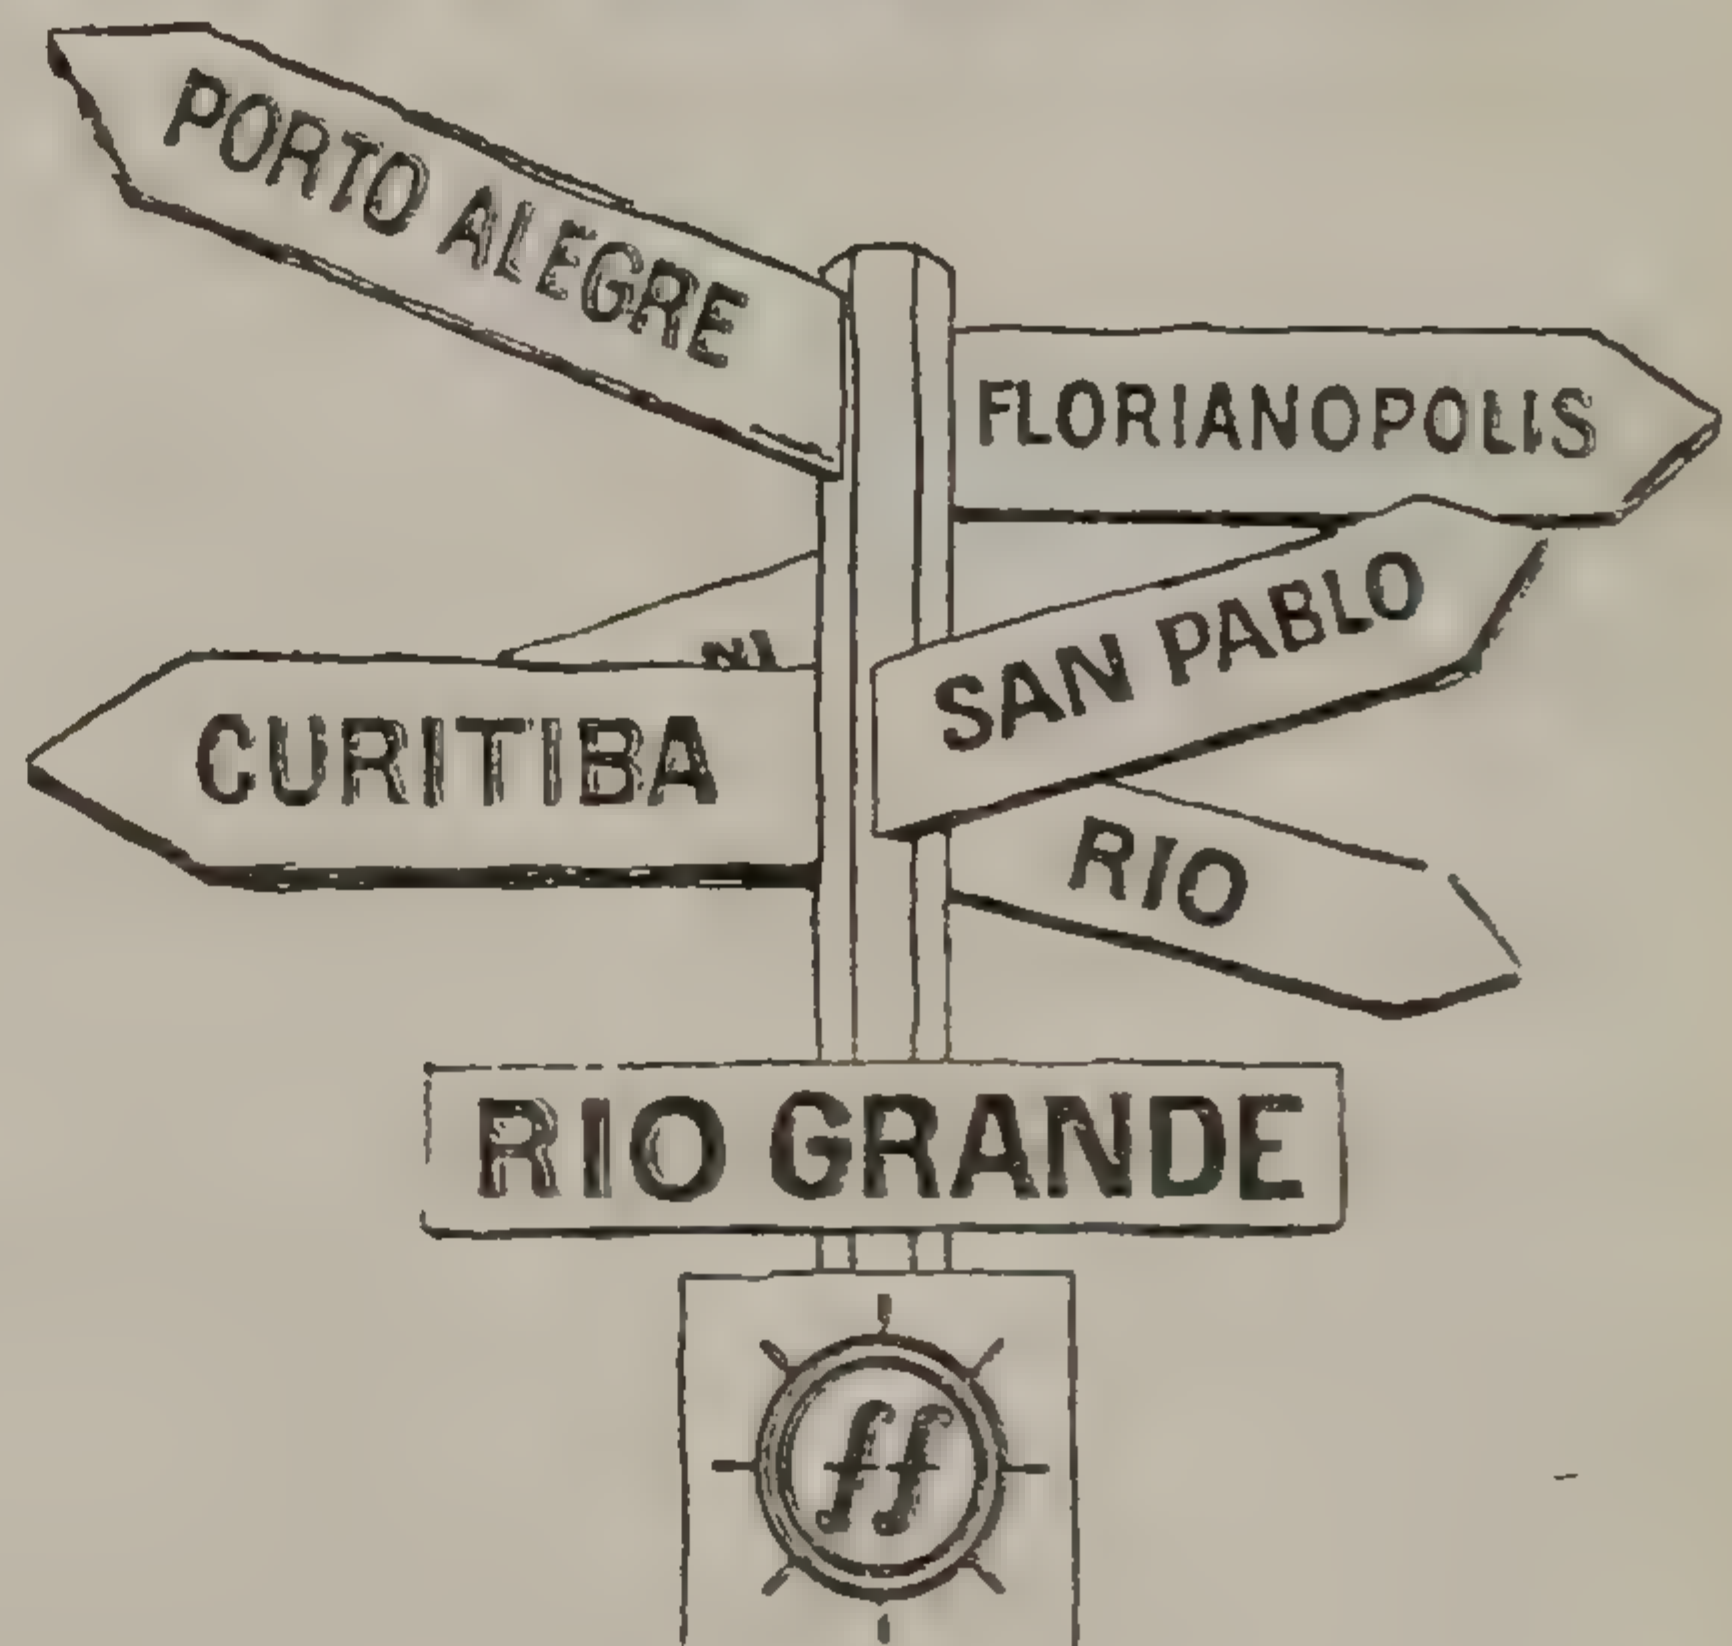 PORTO ALEGRE
FLORIANOPOLIS
SAN PABLO
CURITIBA
RIO
RIO GRANDE
ff